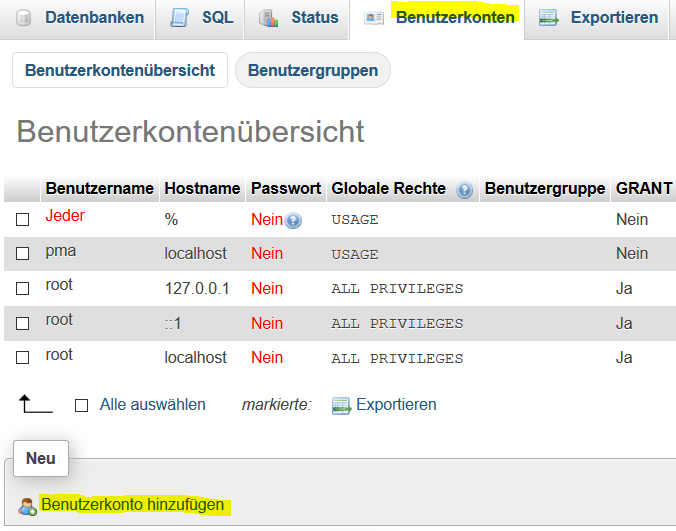 Datenbanken SQL Status Benutzerkonten Exportieren
Benutzerkontenübersicht Benutzergruppen
Benutzerkontenübersicht
Benutzername Hostname Passwort Globale Rechte ? Benutzergruppe GRANT
Jeder % Nein ? USAGE Nein
pma localhost Nein USAGE Nein
root 127.0.0.1 Nein ALL PRIVILEGES Ja
root ::1 Nein ALL PRIVILEGES Ja
root localhost Nein ALL PRIVILEGES Ja
Alle auswählen markierte: Exportieren
Neu
Benutzerkonto hinzufügen